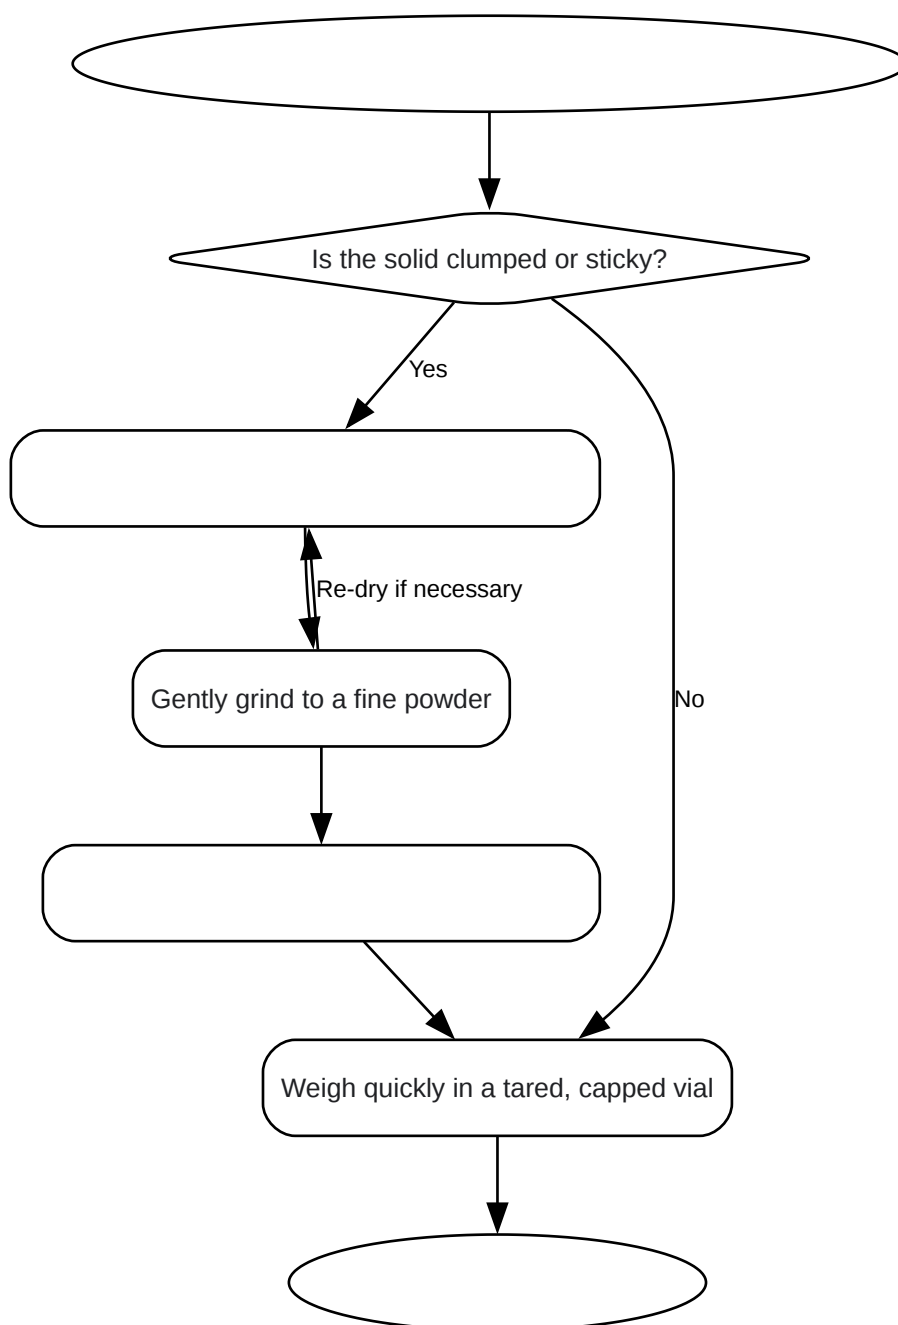 Is the solid clumped or sticky?
Yes
Re-dry if necessary
Gently grind to a fine powder
No
Weigh quickly in a tared, capped vial